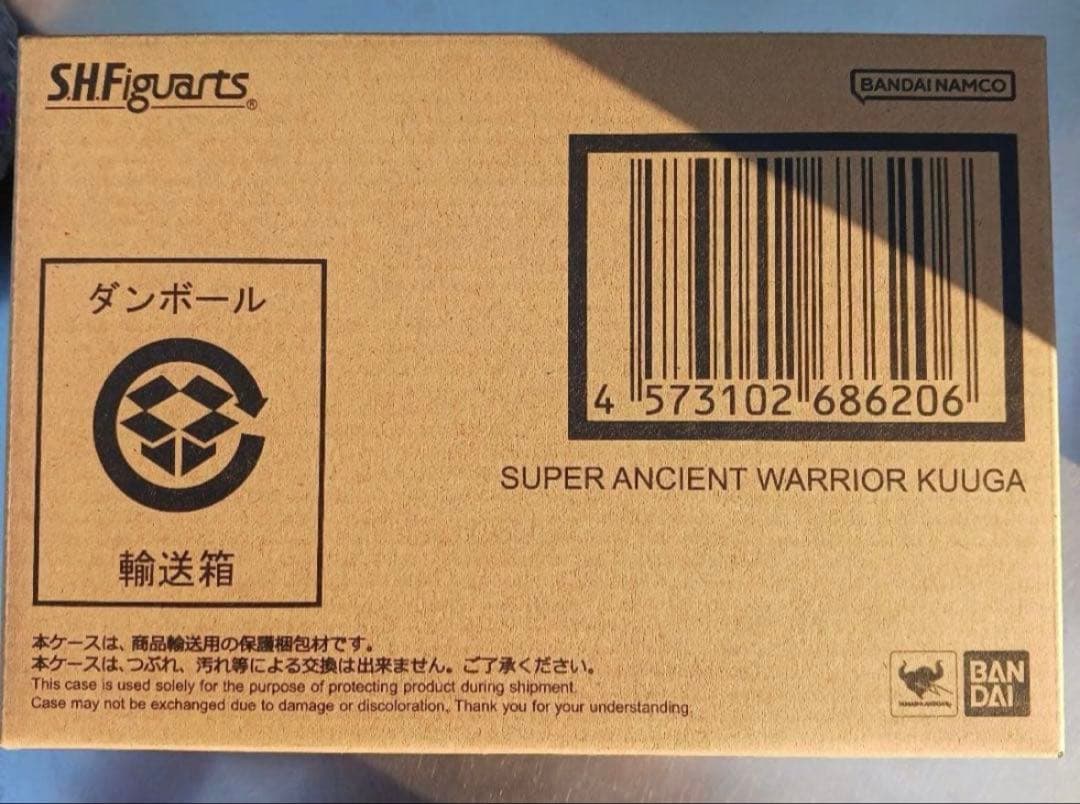 S.H.Figuarts®
BANDAI NAMCO
4 573102 686206
SUPER ANCIENT WARRIOR KUUGA
ダンボール
輸送箱
本ケースは、商品輸送用の保護梱包材です。
本ケースは、つぶれ、汚れ等による交換は出来ません。ご了承ください。
This case is used solely for the purpose of protecting product during shipment.
Case may not be exchanged due to damage or discoloration. Thank you for your understanding.
BAN
DAI